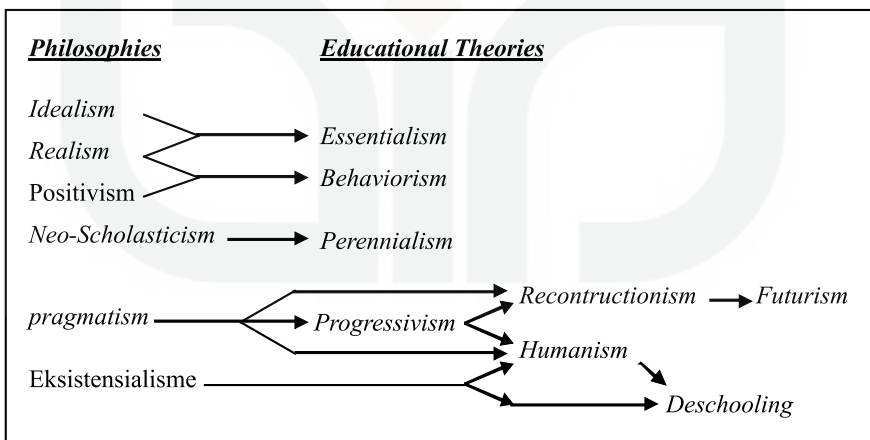 Philosophies Educational Theories
Idealism
Essentialism
Realism
Behaviorism
Positivism
Neo-Scholasticism Perennialism
Recontructionism Futurism
pragmatism Progressivism
Humanism
Eksistensialisme
Deschooling